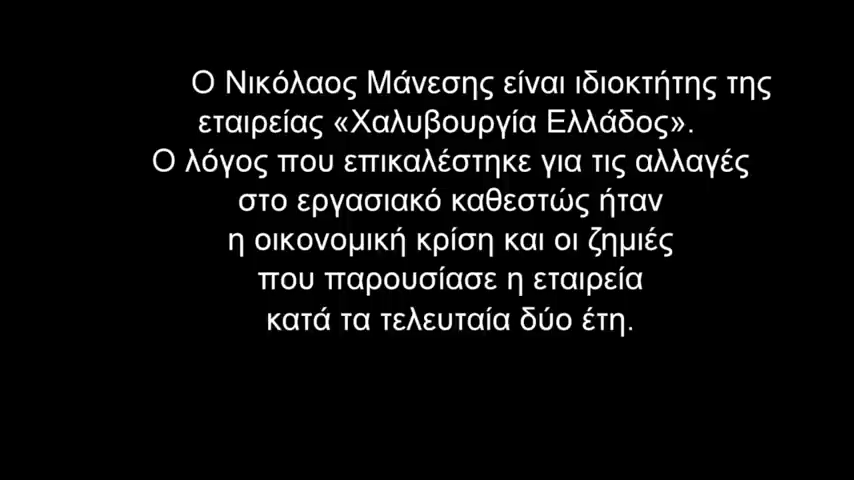 Ο Νικόλαος Μάνεσης είναι ιδιοκτήτης της
εταιρείας «Χαλυβουργία Ελλάδος».
Ο λόγος που επικαλέστηκε για τις αλλαγές
στο εργασιακό καθεστώς ήταν
η οικονομική κρίση και οι ζημιές
που παρουσίασε η εταιρεία
κατά τα τελευταία δύο έτη.